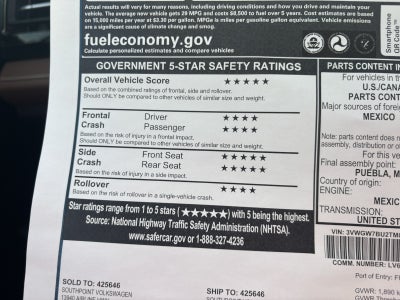 Actual results will vary for many reasons, including driving conditions and how you drive and maintain your
vehicle. The average new vehicle gets 28 MPG and costs $8,500 to fuel over 5 years. Cost estimates are based
on 15,000 miles per year at $3.30 per gallon. MPGe is miles per gasoline gallon equivalent. Vehicle emissions
are a significant cause of climate change and smog.
fueleconomy.gov
Calculate personalized estimates and compare vehicles
Smartphone
QR Code™
GOVERNMENT 5-STAR SAFETY RATINGS
Overall Vehicle Score ★★★★★
Based on the combined ratings of frontal, side and rollover.
Should ONLY be compared to other vehicles of similar size and weight.
Frontal Driver ★★★★
Crash Passenger ★★★★
Based on the risk of injury in a frontal impact.
Should ONLY be compared to other vehicles of similar size and weight.
Side Front Seat ★★★★★
Crash Rear Seat ★★★★★
Based on the risk of injury in a side impact.
Rollover ★★★★
Based on the risk of rollover in a single-vehicle crash.
Star ratings range from 1 to 5 stars (★★★★★) with 5 being the highest.
Source: National Highway Traffic Safety Administration (NHTSA).
www.safercar.gov or 1-888-327-4236
PARTS CONTENT IN
For vehicles in th
U.S./CANA
PARTS CONT
Major sources of foreig
MEXICO
Note: parts content does n
assembly, distribution or ot
For this veh
Final assembly point:
PUEBLA, M
Country of origin:
ENGINE:
MEXIC
TRANSMISSION:
UNITED STAT
VIN: 3VWGW7BU2TM
COMM. NUMBER: LV6
SOLD TO: 425646
SOUTHPOINT VOLKSWAGEN
SHIP TO: 425646
Port of Entry:
GVWR: 1,890 k